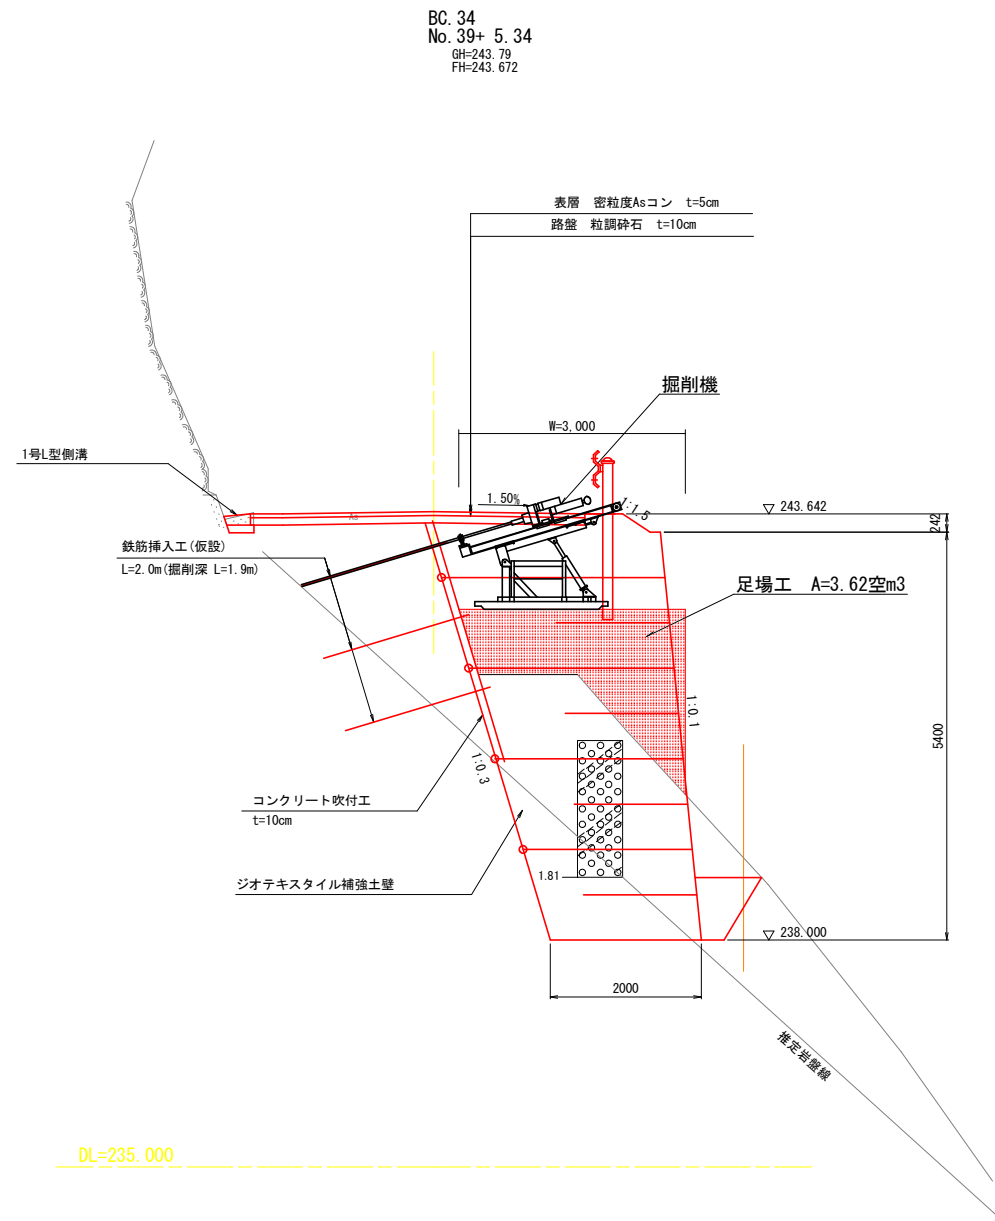 BC.34
No.39+ 5.34
GH=243.79
FH=243.672
表層　密粒度Asコン　t=5cm
路盤　粒調砕石　t=10cm
掘削機
W=3,000
1号L型側溝
1.50%
1:1.5
243.642
242
As
鉄筋挿入工(仮設)
L=2.0m(掘削深 L=1.9m)
足場工　A=3.62空m3
1:0.1
5400
1:0.3
コンクリート吹付工
t=10cm
ジオテキスタイル補強土壁
1.81
238.000
2000
推定岩盤線
DL=235.000